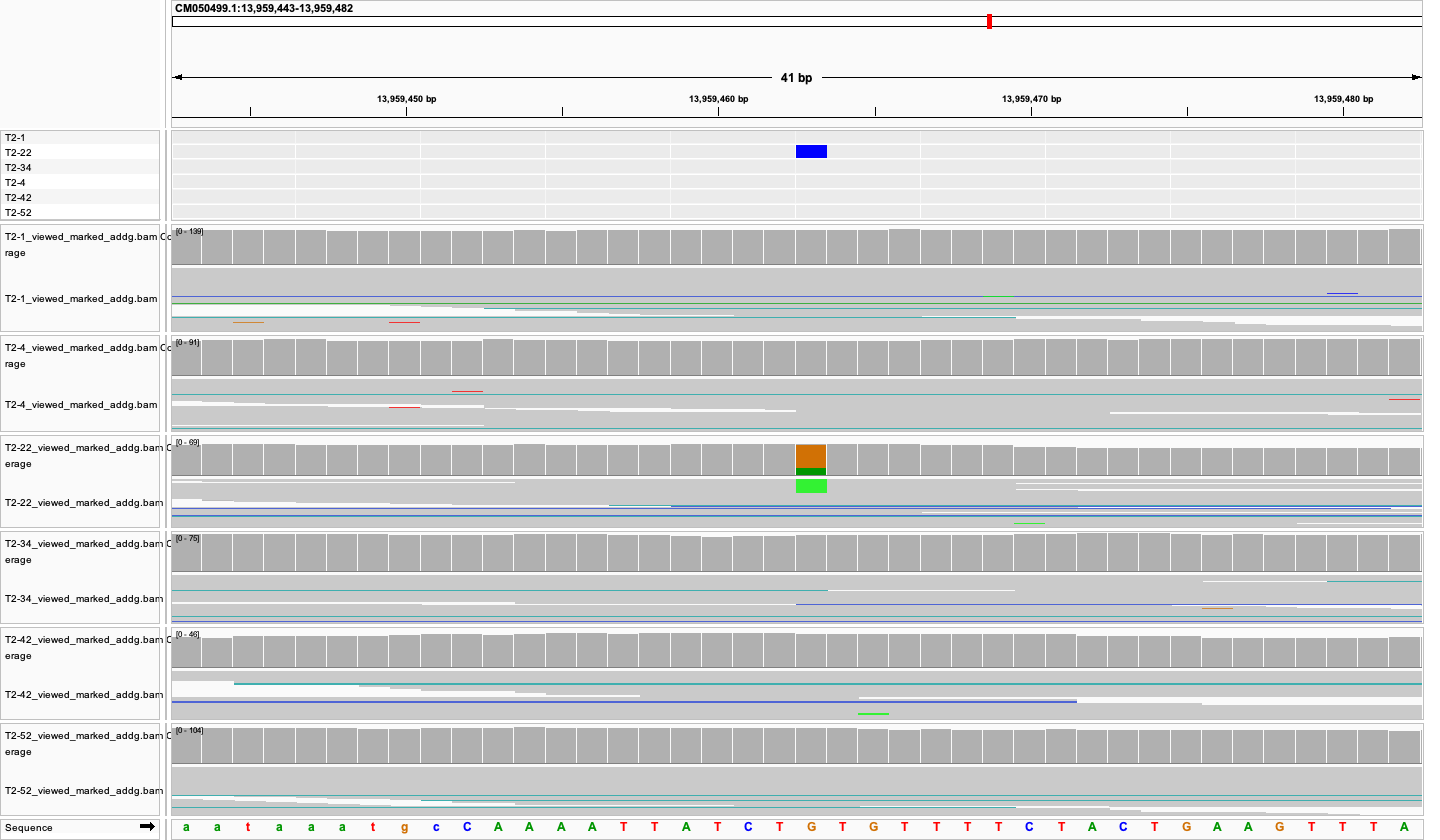 CM050499.1:13,959,443-13,959,482
41 bp
13,959,450 bp 13,959,460 bp 13,959,470 bp 13,959,480 bp
T2-1
T2-22
T2-34
T2-4
T2-42
T2-52
T2-1_viewed_marked_addg.bam Co
rage
[0 - 139]
T2-1_viewed_marked_addg.bam
T2-4_viewed_marked_addg.bam Co
rage
[0 - 91]
T2-4_viewed_marked_addg.bam
T2-22_viewed_marked_addg.bam C
erage
[0 - 69]
T2-22_viewed_marked_addg.bam
T2-34_viewed_marked_addg.bam C
erage
[0 - 75]
T2-34_viewed_marked_addg.bam
T2-42_viewed_marked_addg.bam C
erage
[0 - 46]
T2-42_viewed_marked_addg.bam
T2-52_viewed_marked_addg.bam C
erage
[0 - 104]
T2-52_viewed_marked_addg.bam
Sequence a a t a a a t g c C A A A A T T A T C T G T G T T T T C T A C T G A A G T T T A